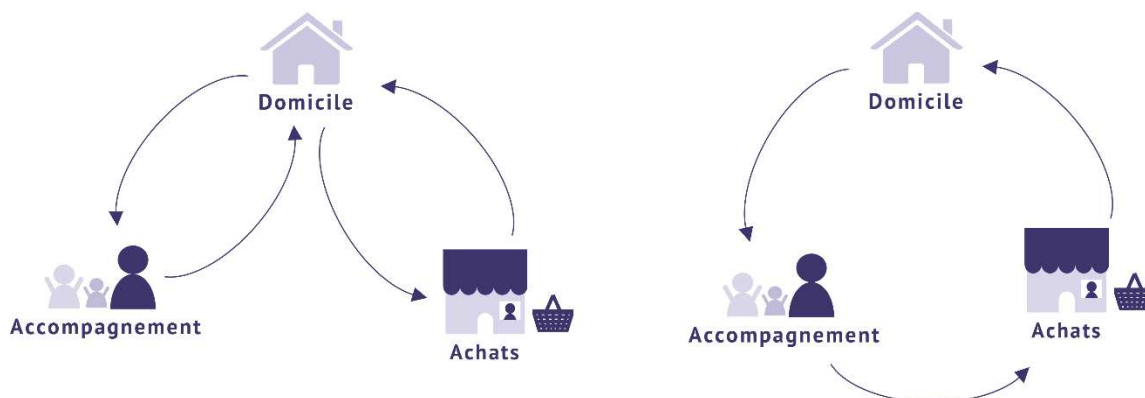 Domicile
Accompagnement
Achats
Domicile
Accompagnement
Achats